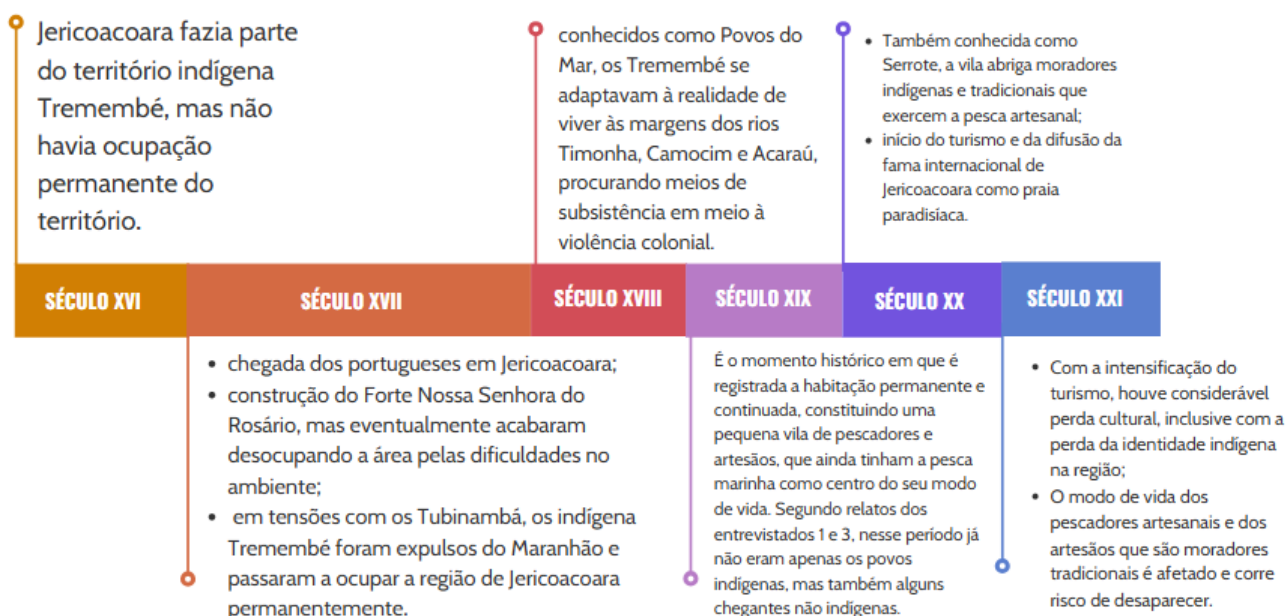 Jericoacoara fazia parte
do território indígena
Tremembé, mas não
havia ocupação
permanente do
território.
conhecidos como Povos do
Mar, os Tremembé se
adaptavam à realidade de
viver às margens dos rios
Timonha, Camocim e Acaraú,
procurando meios de
subsistência em meio à
violência colonial.
• Também conhecida como
Serrote, a vila abriga moradores
indígenas e tradicionais que
exercem a pesca artesanal;
• início do turismo e da difusão da
fama internacional de
Jericoacoara como praia
paradisíaca.
SÉCULO XVI
SÉCULO XVII
SÉCULO XVIII
SÉCULO XIX
SÉCULO XX
SÉCULO XXI
• chegada dos portugueses em Jericoacoara;
• construção do Forte Nossa Senhora do
Rosário, mas eventualmente acabaram
desocupando a área pelas dificuldades no
ambiente;
• em tensões com os Tubinambá, os indígena
Tremembé foram expulsos do Maranhão e
passaram a ocupar a região de Jericoacoara
permanentemente.
É o momento histórico em que é
registrada a habitação permanente e
continuada, constituindo uma
pequena vila de pescadores e
artesãos, que ainda tinham a pesca
marinha como centro do seu modo
de vida. Segundo relatos dos
entrevistados 1 e 3, nesse período já
não eram apenas os povos
indígenas, mas também alguns
chegantes não indígenas.
• Com a intensificação do
turismo, houve considerável
perda cultural, inclusive com a
perda da identidade indígena
na região;
• O modo de vida dos
pescadores artesanais e dos
artesãos que são moradores
tradicionais é afetado e corre
risco de desaparecer.